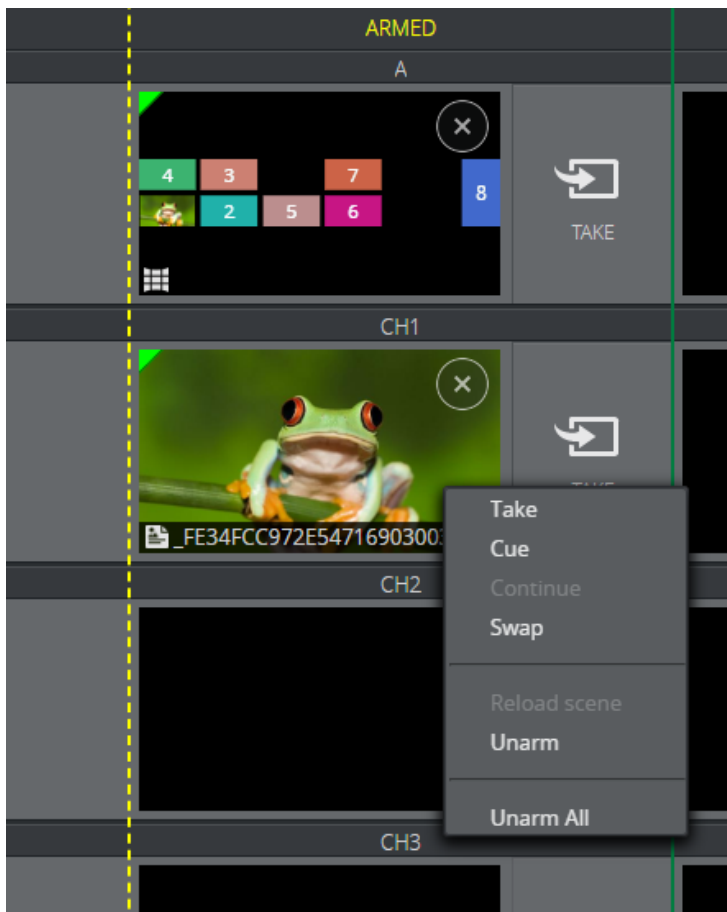 ARMED
A
4 3 7 8
2 5 6
TAKE
CH1
_FE34FCC972E54716903003
Take
Cue
Continue
Swap
CH2
Reload scene
Unarm
Unarm All
CH3